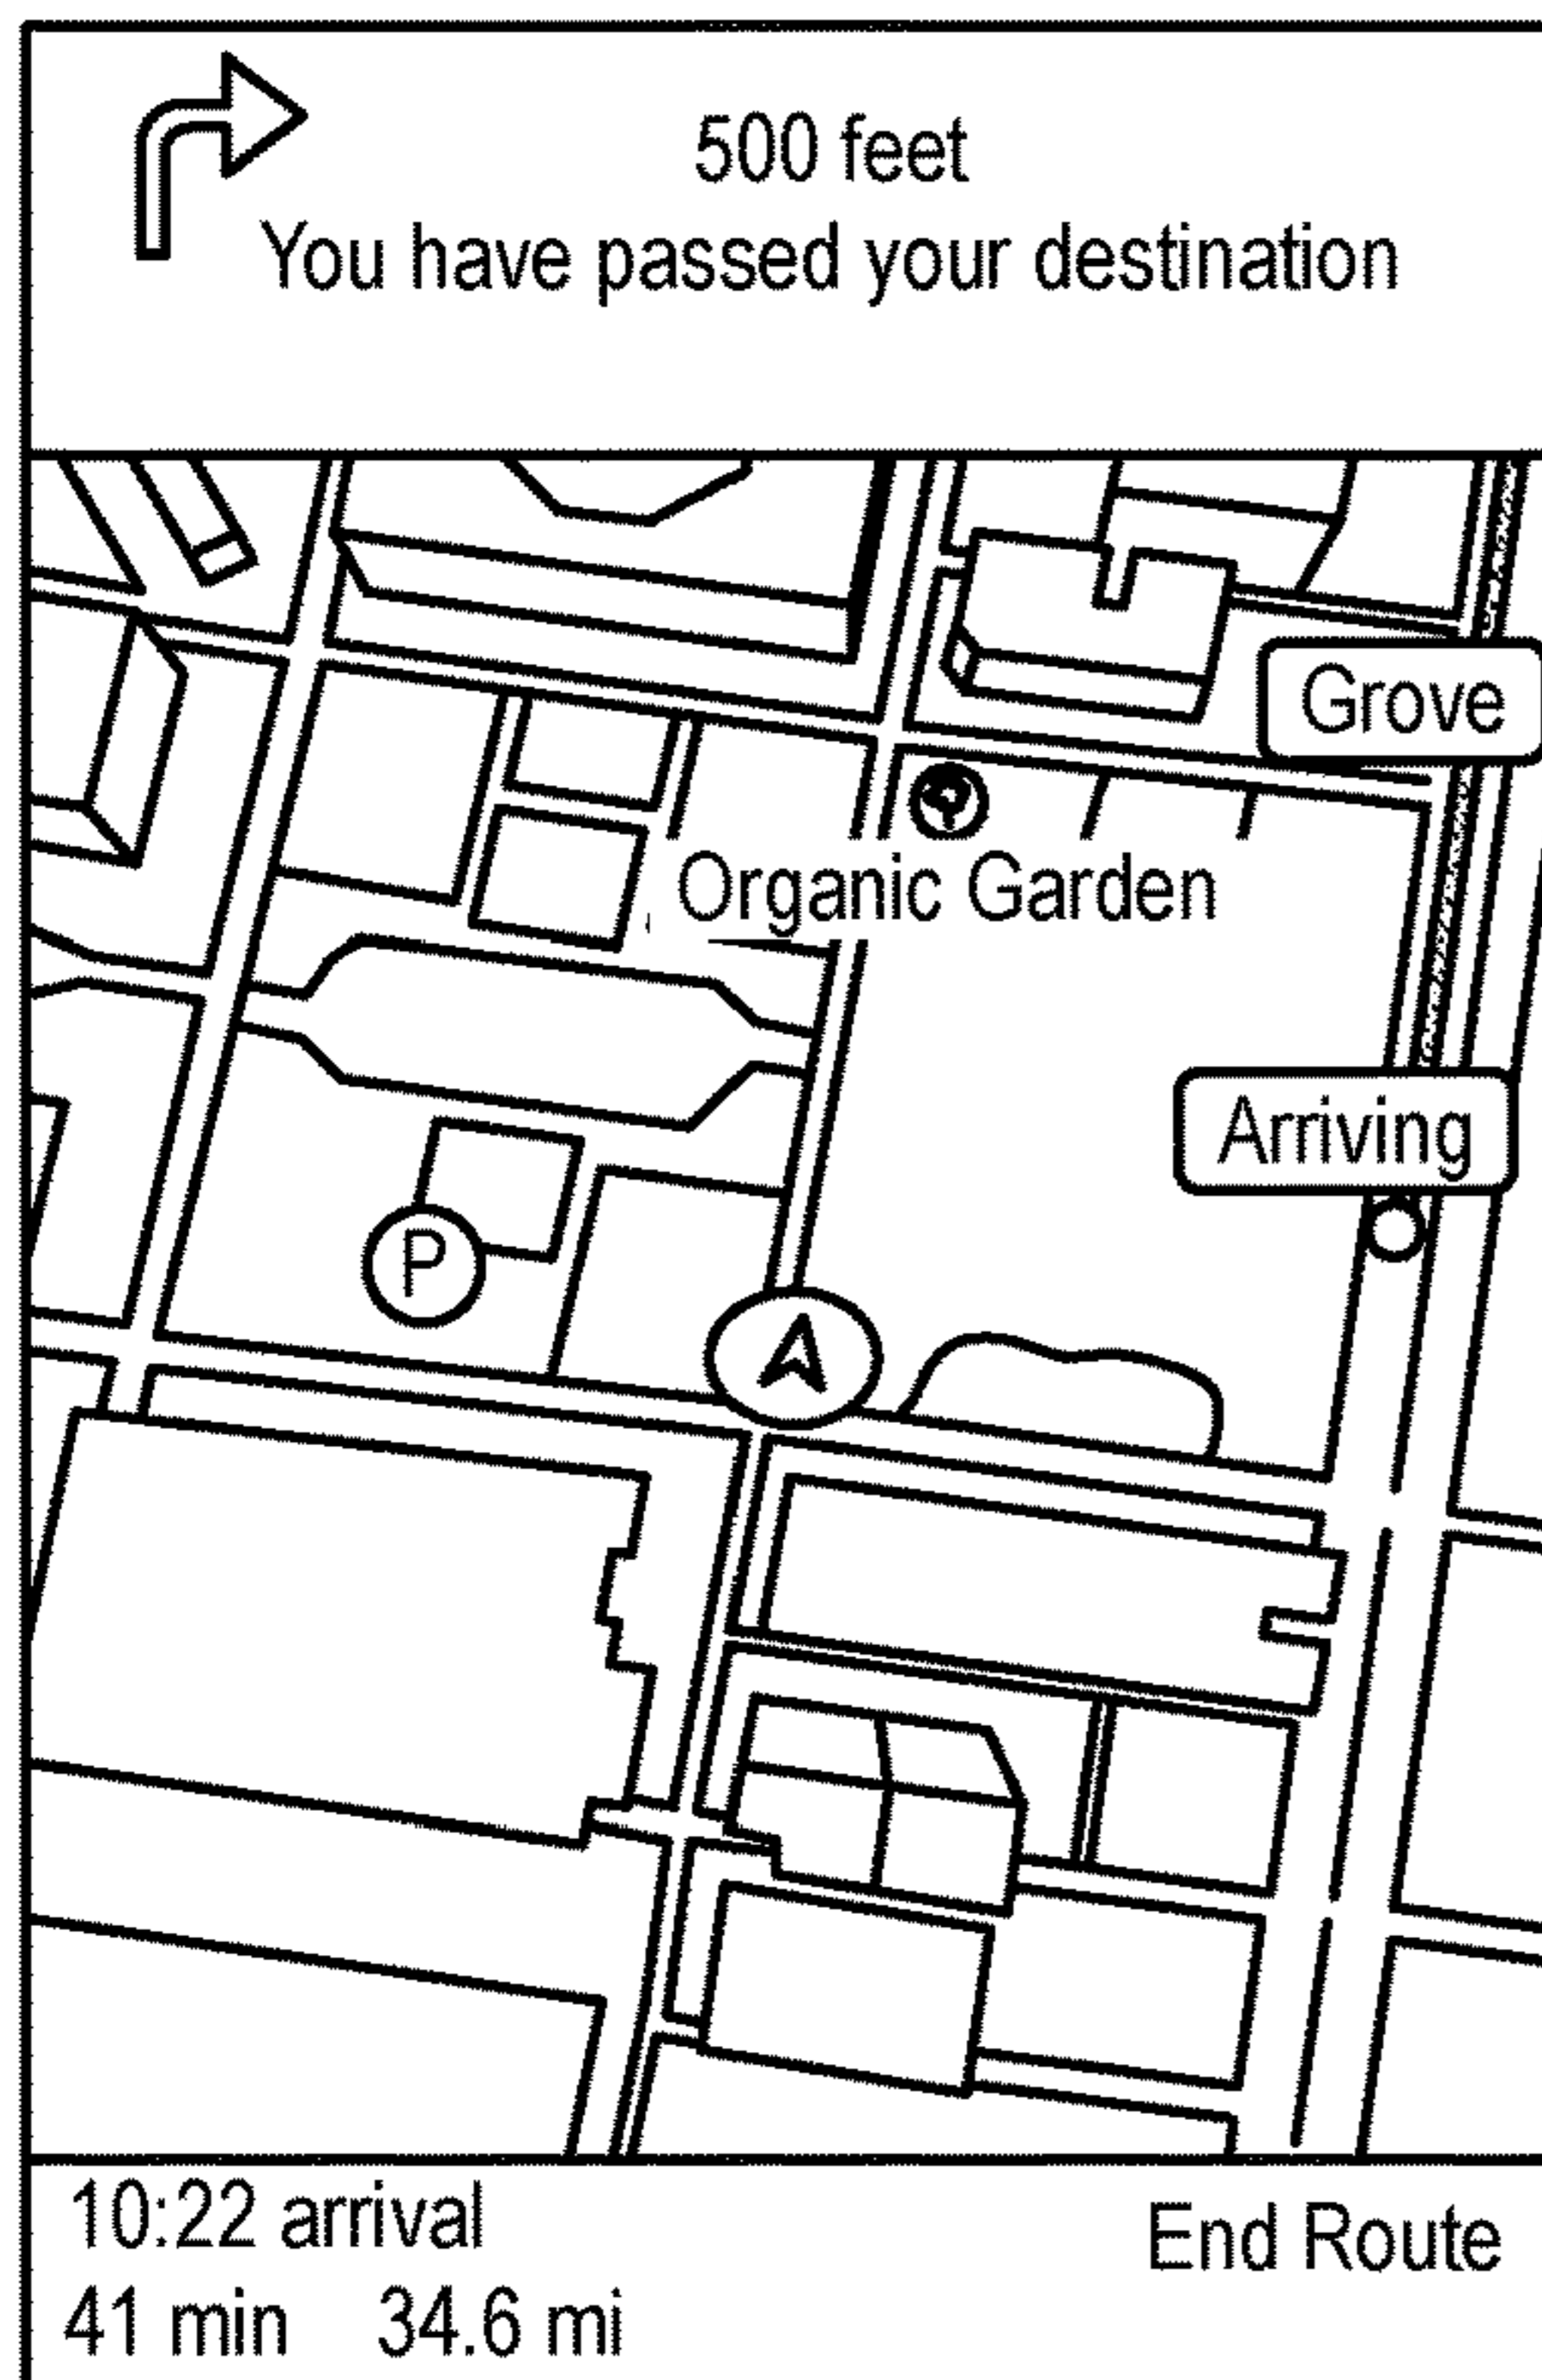 500 feet
You have passed your destination
Grove
Organic Garden
Arriving
P
10:22 arrival
End Route
41 min 34.6 mi